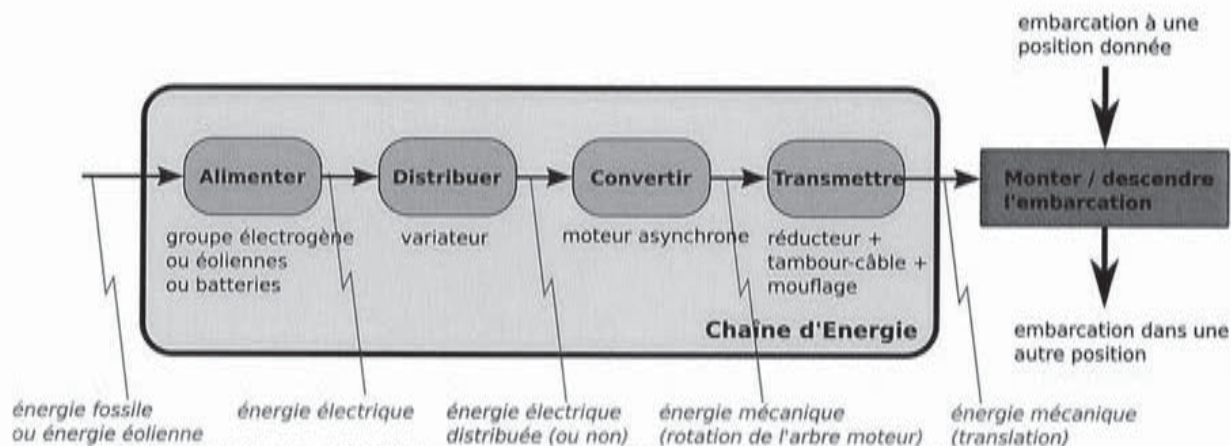 embarcation à une
position donnée
Alimenter
Distribuer
Convertir
Transmettre
Monter / descendre
l'embarcation
groupe électrogène
ou éoliennes
ou batteries
variateur
moteur asynchrone
réducteur +
tambour-câble +
mouflage
Chaîne d'Energie
embarcation dans une
autre position
énergie fossile
ou énergie éolienne
énergie électrique
énergie électrique
distribuée (ou non)
énergie mécanique
(rotation de l'arbre moteur)
énergie mécanique
(translation)